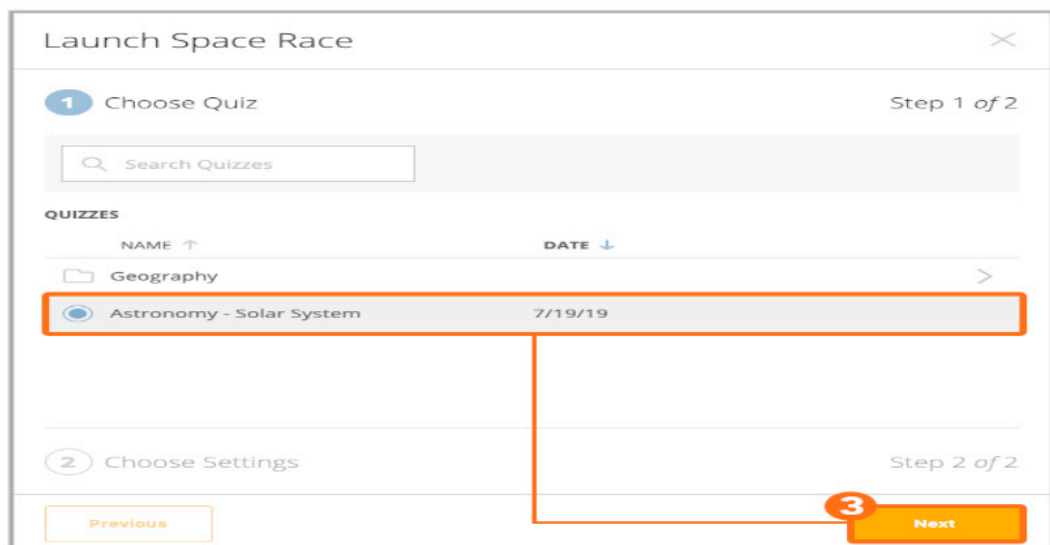 Launch Space Race
1 Choose Quiz Step 1 of 2
Search Quizzes
QUIZZES
NAME ↑ DATE ↓
Geography >
Astronomy - Solar System 7/19/19
2 Choose Settings Step 2 of 2
3
Previous Next